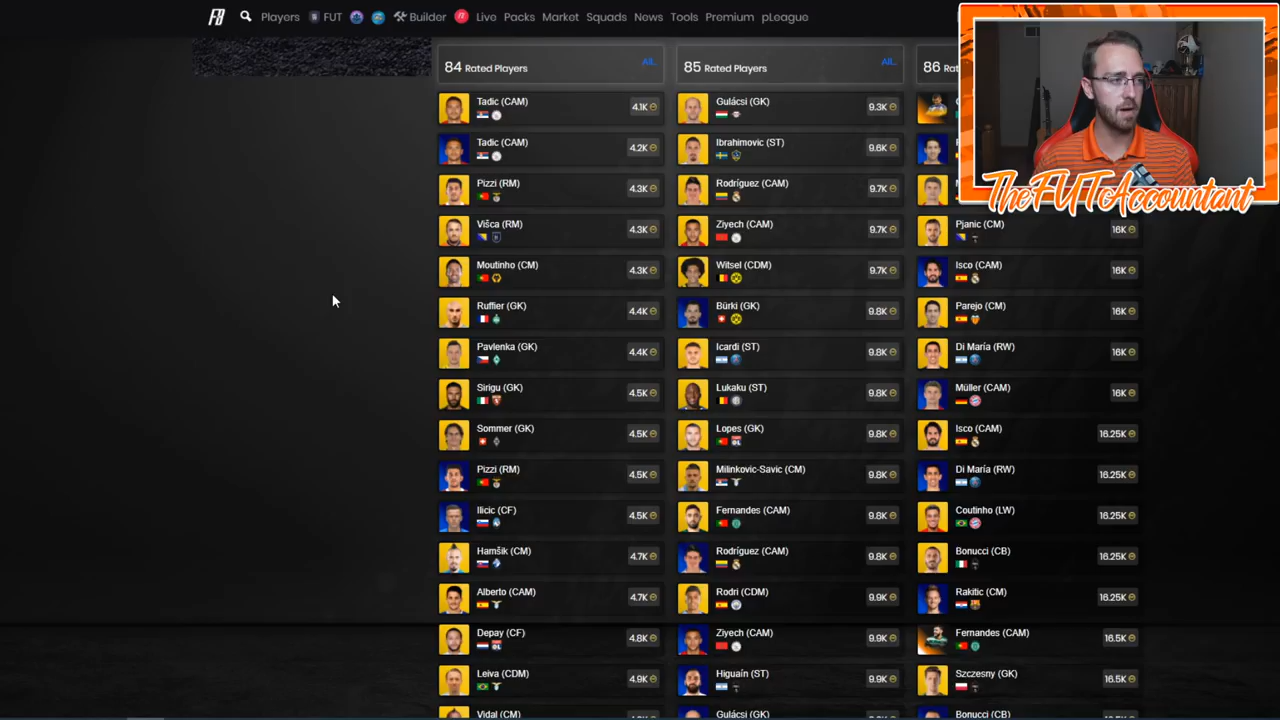 F8 Players FUT Builder Live Packs Market Squads News Tools Premium pLeague
TheFUTAccountant
84 Rated Players All..
Tadic (CAM) 4.1K
Tadic (CAM) 4.2K
Pizzi (RM) 4.3K
Višca (RM) 4.3K
Moutinho (CM) 4.3K
Ruffier (GK) 4.4K
Pavlenka (GK) 4.4K
Sirigu (GK) 4.5K
Sommer (GK) 4.5K
Pizzi (RM) 4.5K
Ilicic (CF) 4.5K
Hamšik (CM) 4.7K
Alberto (CAM) 4.7K
Depay (CF) 4.8K
Leiva (CDM) 4.9K
Vidal (CM)
85 Rated Players All..
Gulácsi (GK) 9.3K
Ibrahimovic (ST) 9.6K
Rodríguez (CAM) 9.7K
Ziyech (CAM) 9.7K
Witsel (CDM) 9.7K
Bürki (GK) 9.8K
Icardi (ST) 9.8K
Lukaku (ST) 9.8K
Lopes (GK) 9.8K
Milinkovic-Savic (CM) 9.8K
Fernandes (CAM) 9.8K
Rodríguez (CAM) 9.8K
Rodri (CDM) 9.9K
Ziyech (CAM) 9.9K
Higuaín (ST) 9.9K
Gulácsi (GK)
86
Pjanic (CM) 16K
Isco (CAM) 16K
Parejo (CM) 16K
Di María (RW) 16K
Müller (CAM) 16K
Isco (CAM) 16.25K
Di María (RW) 16.25K
Coutinho (LW) 16.25K
Bonucci (CB) 16.25K
Rakitic (CM) 16.25K
Fernandes (CAM) 16.5K
Szczesny (GK) 16.5K
Bonucci (CB)